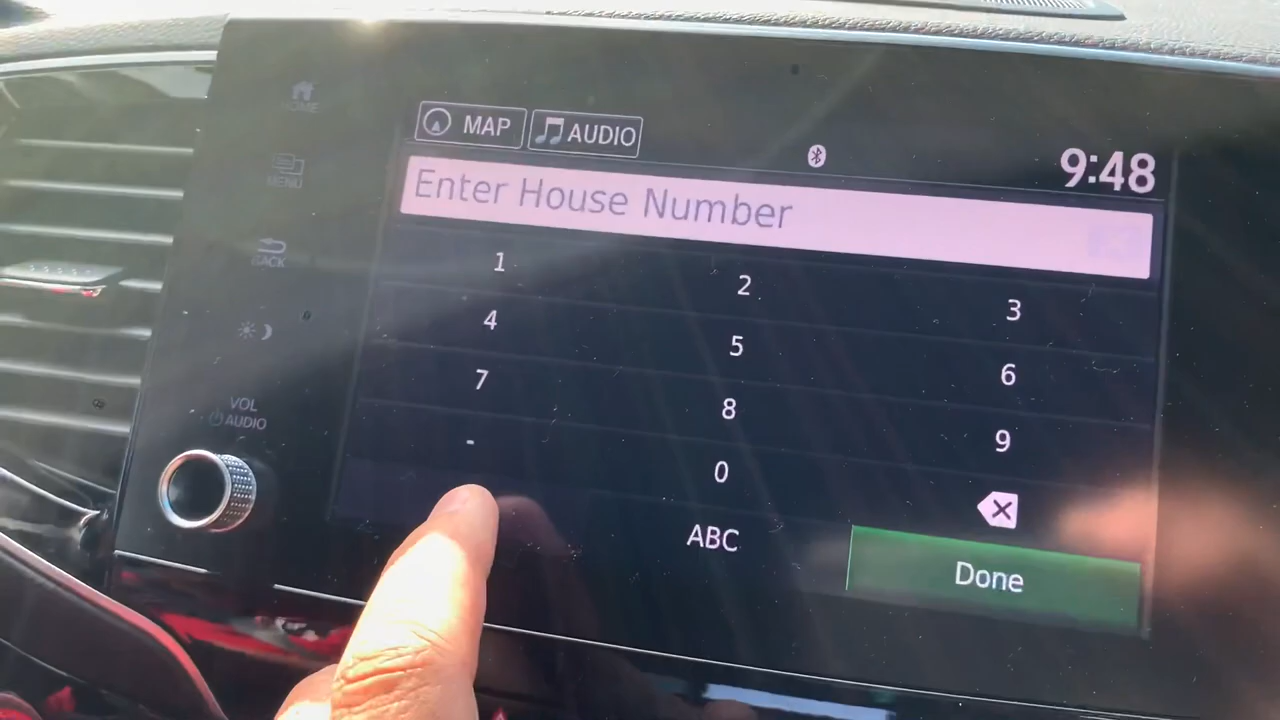 HOME
MENU
BACK
VOL
AUDIO
MAP AUDIO
9:48
Enter House Number
1 2 3
4 5 6
7 8 9
- 0
ABC Done